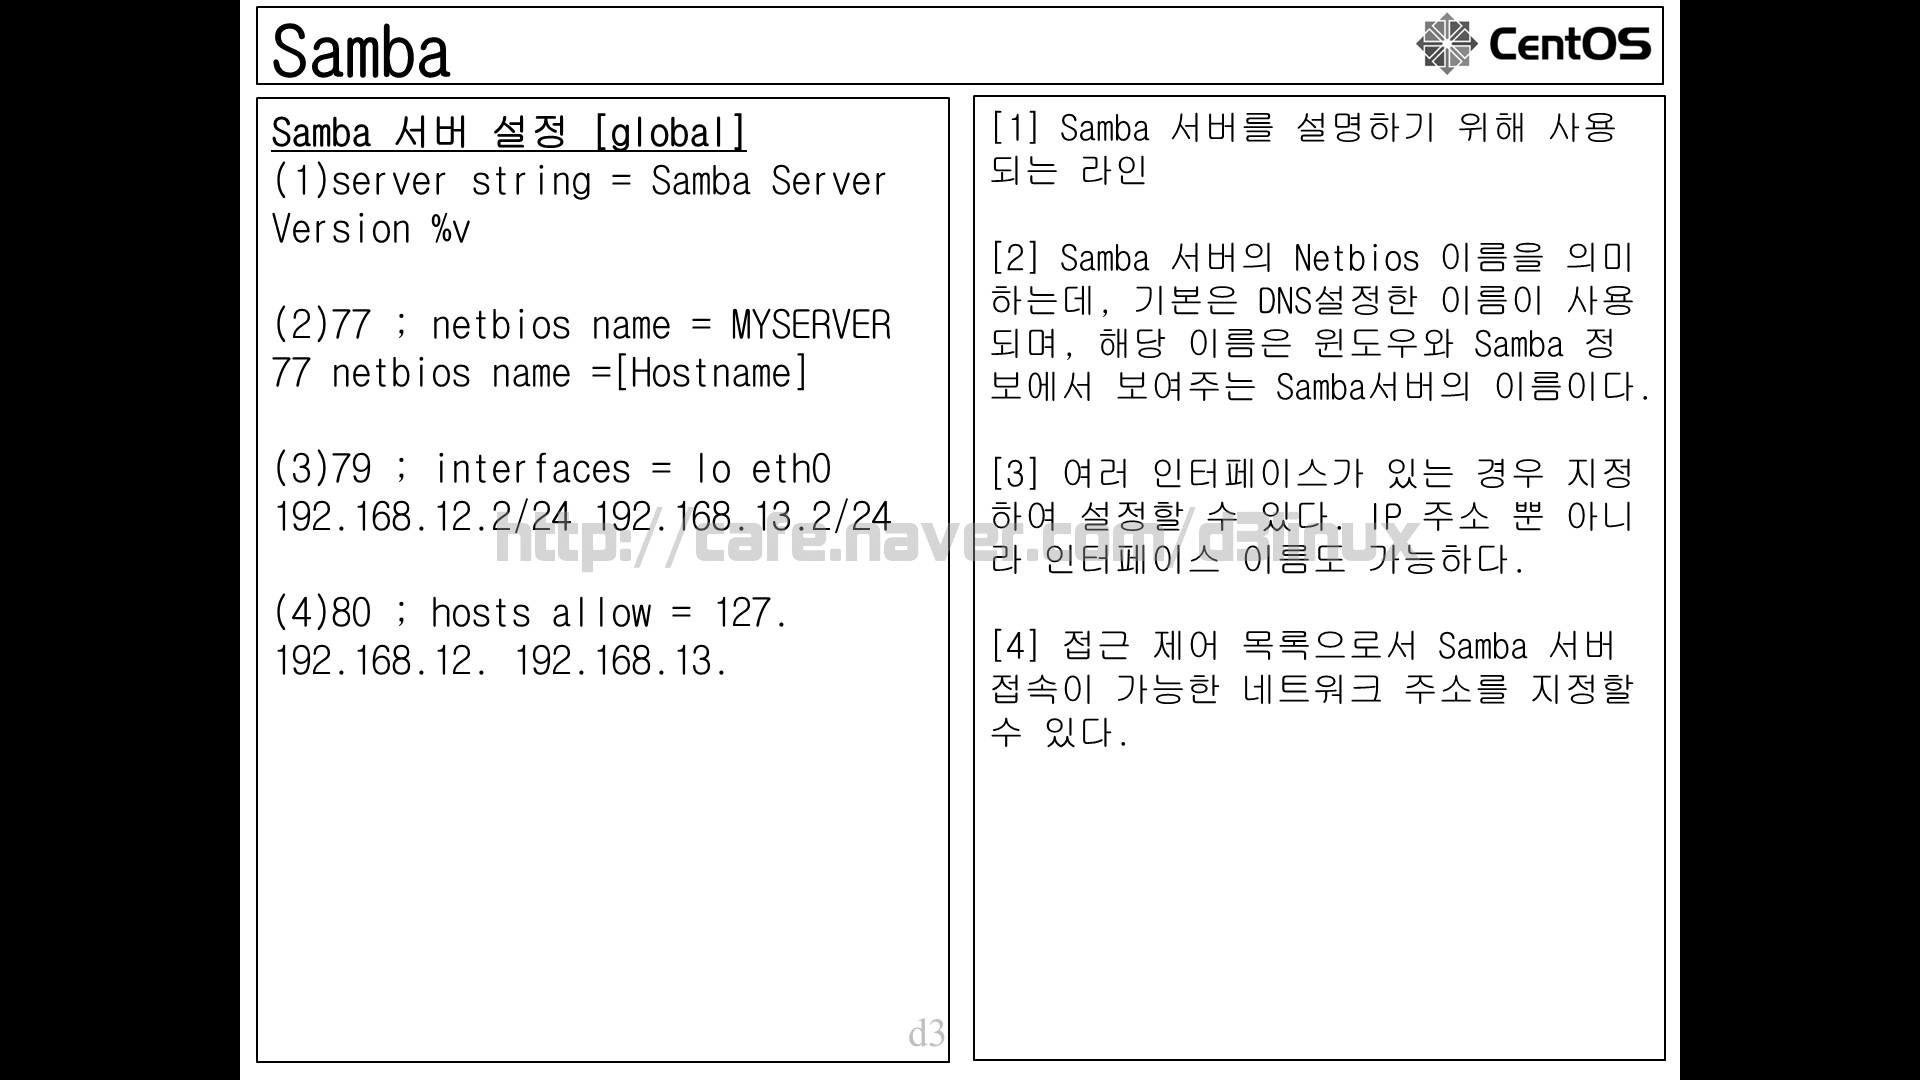 Samba
CentOS
Samba 서버 설정 [global]
(1)server string = Samba Server
Version %v
(2)77 ; netbios name = MYSERVER
77 netbios name =[Hostname]
(3)79 ; interfaces = lo eth0
192.168.12.2/24 192.168.13.2/24
(4)80 ; hosts allow = 127.
192.168.12. 192.168.13.
[1] Samba 서버를 설명하기 위해 사용
되는 라인
[2] Samba 서버의 Netbios 이름을 의미
하는데, 기본은 DNS설정한 이름이 사용
되며, 해당 이름은 윈도우와 Samba 정
보에서 보여주는 Samba서버의 이름이다.
[3] 여러 인터페이스가 있는 경우 지정
하여 설정할 수 있다. IP 주소 뿐 아니
라 인터페이스 이름도 가능하다.
[4] 접근 제어 목록으로서 Samba 서버
접속이 가능한 네트워크 주소를 지정할
수 있다.
http://cafe.naver.com/d3linux
d3